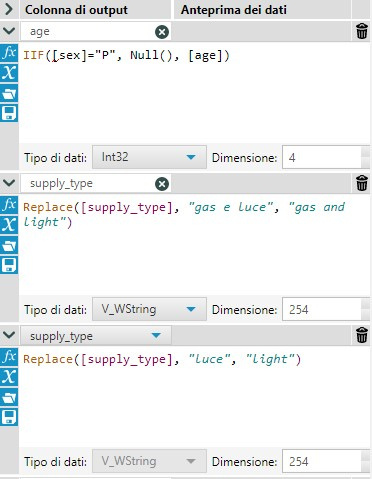 Colonna di output Anteprima dei dati
age
IIF([sex]="P", Null(), [age])
Tipo di dati: Int32 Dimensione: 4
supply_type
Replace([supply_type], "gas e luce", "gas and
light")
Tipo di dati: V_WString Dimensione: 254
supply_type
Replace([supply_type], "luce", "light")
Tipo di dati: V_WString Dimensione: 254